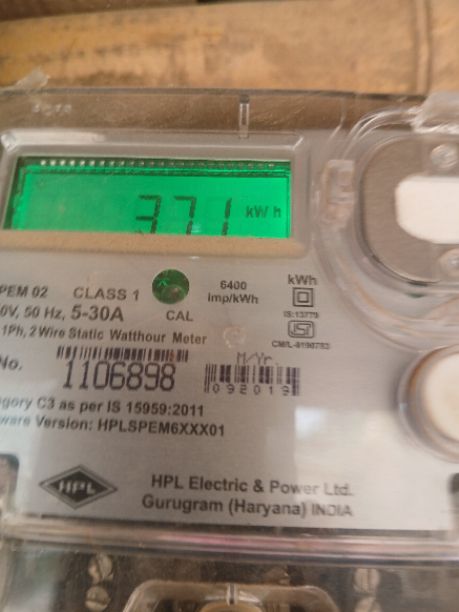 371 kWh
PEM 02 CLASS 1
0V, 50 Hz, 5-30A
CAL
6400
imp/kWh
kWh
IS:13779
1Ph, 2 Wire Static Watthour Meter
No.
1106898
M/Yr
092019
gory C3 as per IS 15959:2011
ware Version: HPLSPEM6XXX01
HPL
HPL Electric & Power Ltd.
Gurugram (Haryana) INDIA